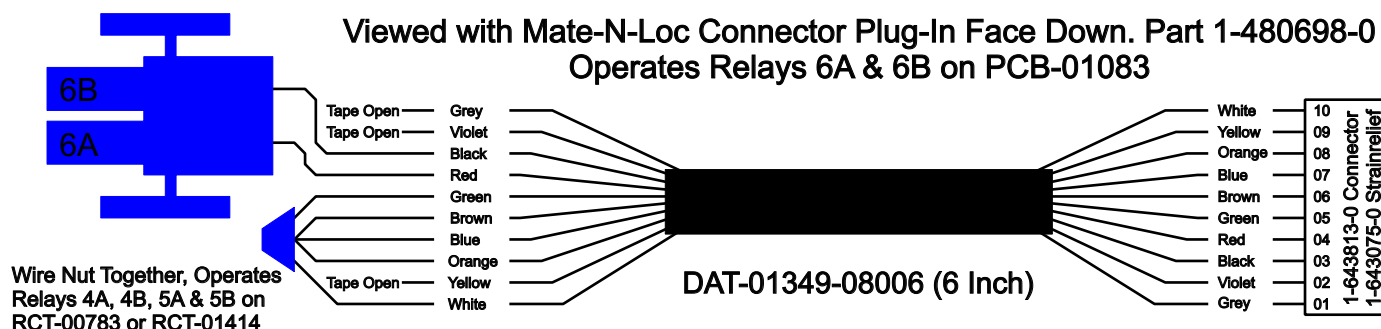 Viewed with Mate-N-Loc Connector Plug-In Face Down. Part 1-480698-0
Operates Relays 6A & 6B on PCB-01083
6B
6A
Tape Open Grey
Tape Open Violet
Black
Red
Green
Brown
Blue
Orange
Tape Open Yellow
White
Wire Nut Together, Operates
Relays 4A, 4B, 5A & 5B on
RCT-00783 or RCT-01414
DAT-01349-08006 (6 Inch)
White 10
Yellow 09
Orange 08
Blue 07
Brown 06
Green 05
Red 04
Black 03
Violet 02
Grey 01
1-643813-0 Connector
1-643075-0 Strainrelief